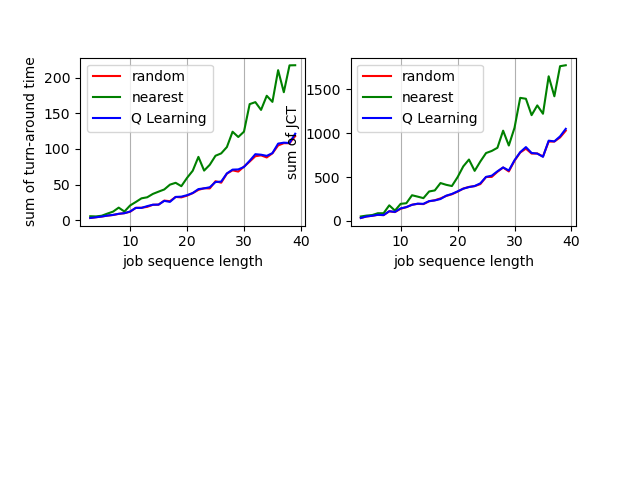 sum of turn-around time
200
150
100
50
0
random
nearest
Q Learning
10
20
30
40
job sequence length
sum of JCT
1500
1000
500
0
random
nearest
Q Learning
10
20
30
40
job sequence length